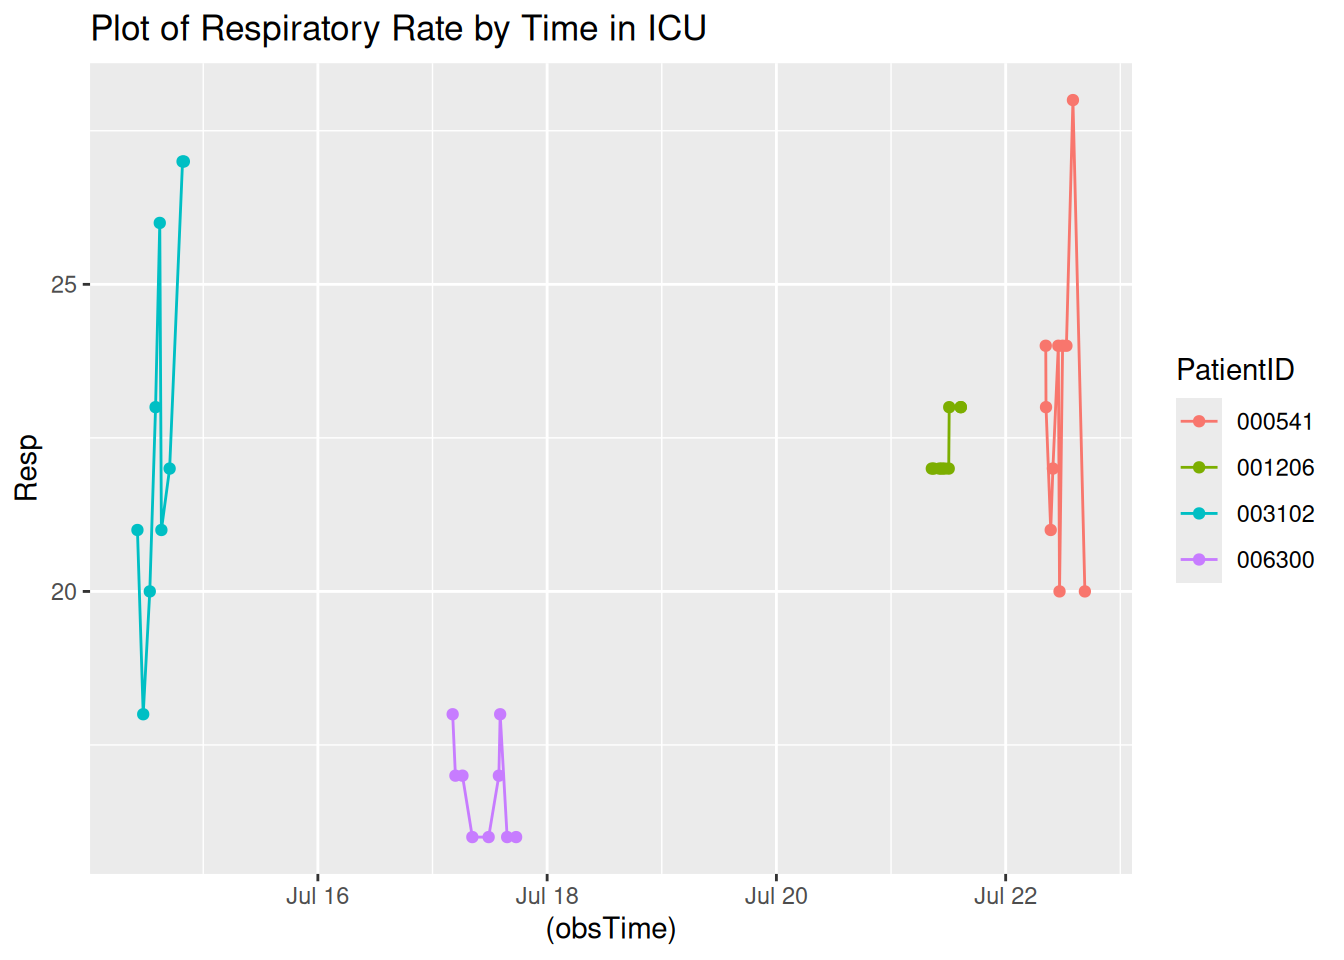 Plot of Respiratory Rate by Time in ICU
25
20
Resp
Jul 16
Jul 18
Jul 20
Jul 22
(obsTime)
PatientID
000541
001206
003102
006300